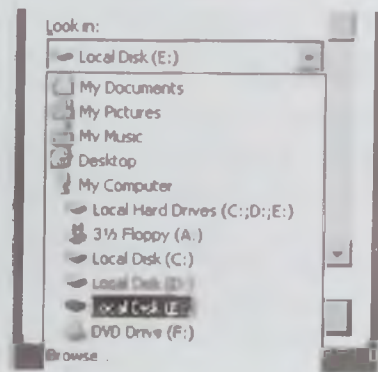 Look in:
Local Disk (E:)
My Documents
My Pictures
My Music
Desktop
My Computer
Local Hard Drives (C:;D:;E:)
3½ Floppy (A:)
Local Disk (C:)
Local Disk (D:)
Local Disk (E:)
DVD Drive (F:)
Browse...